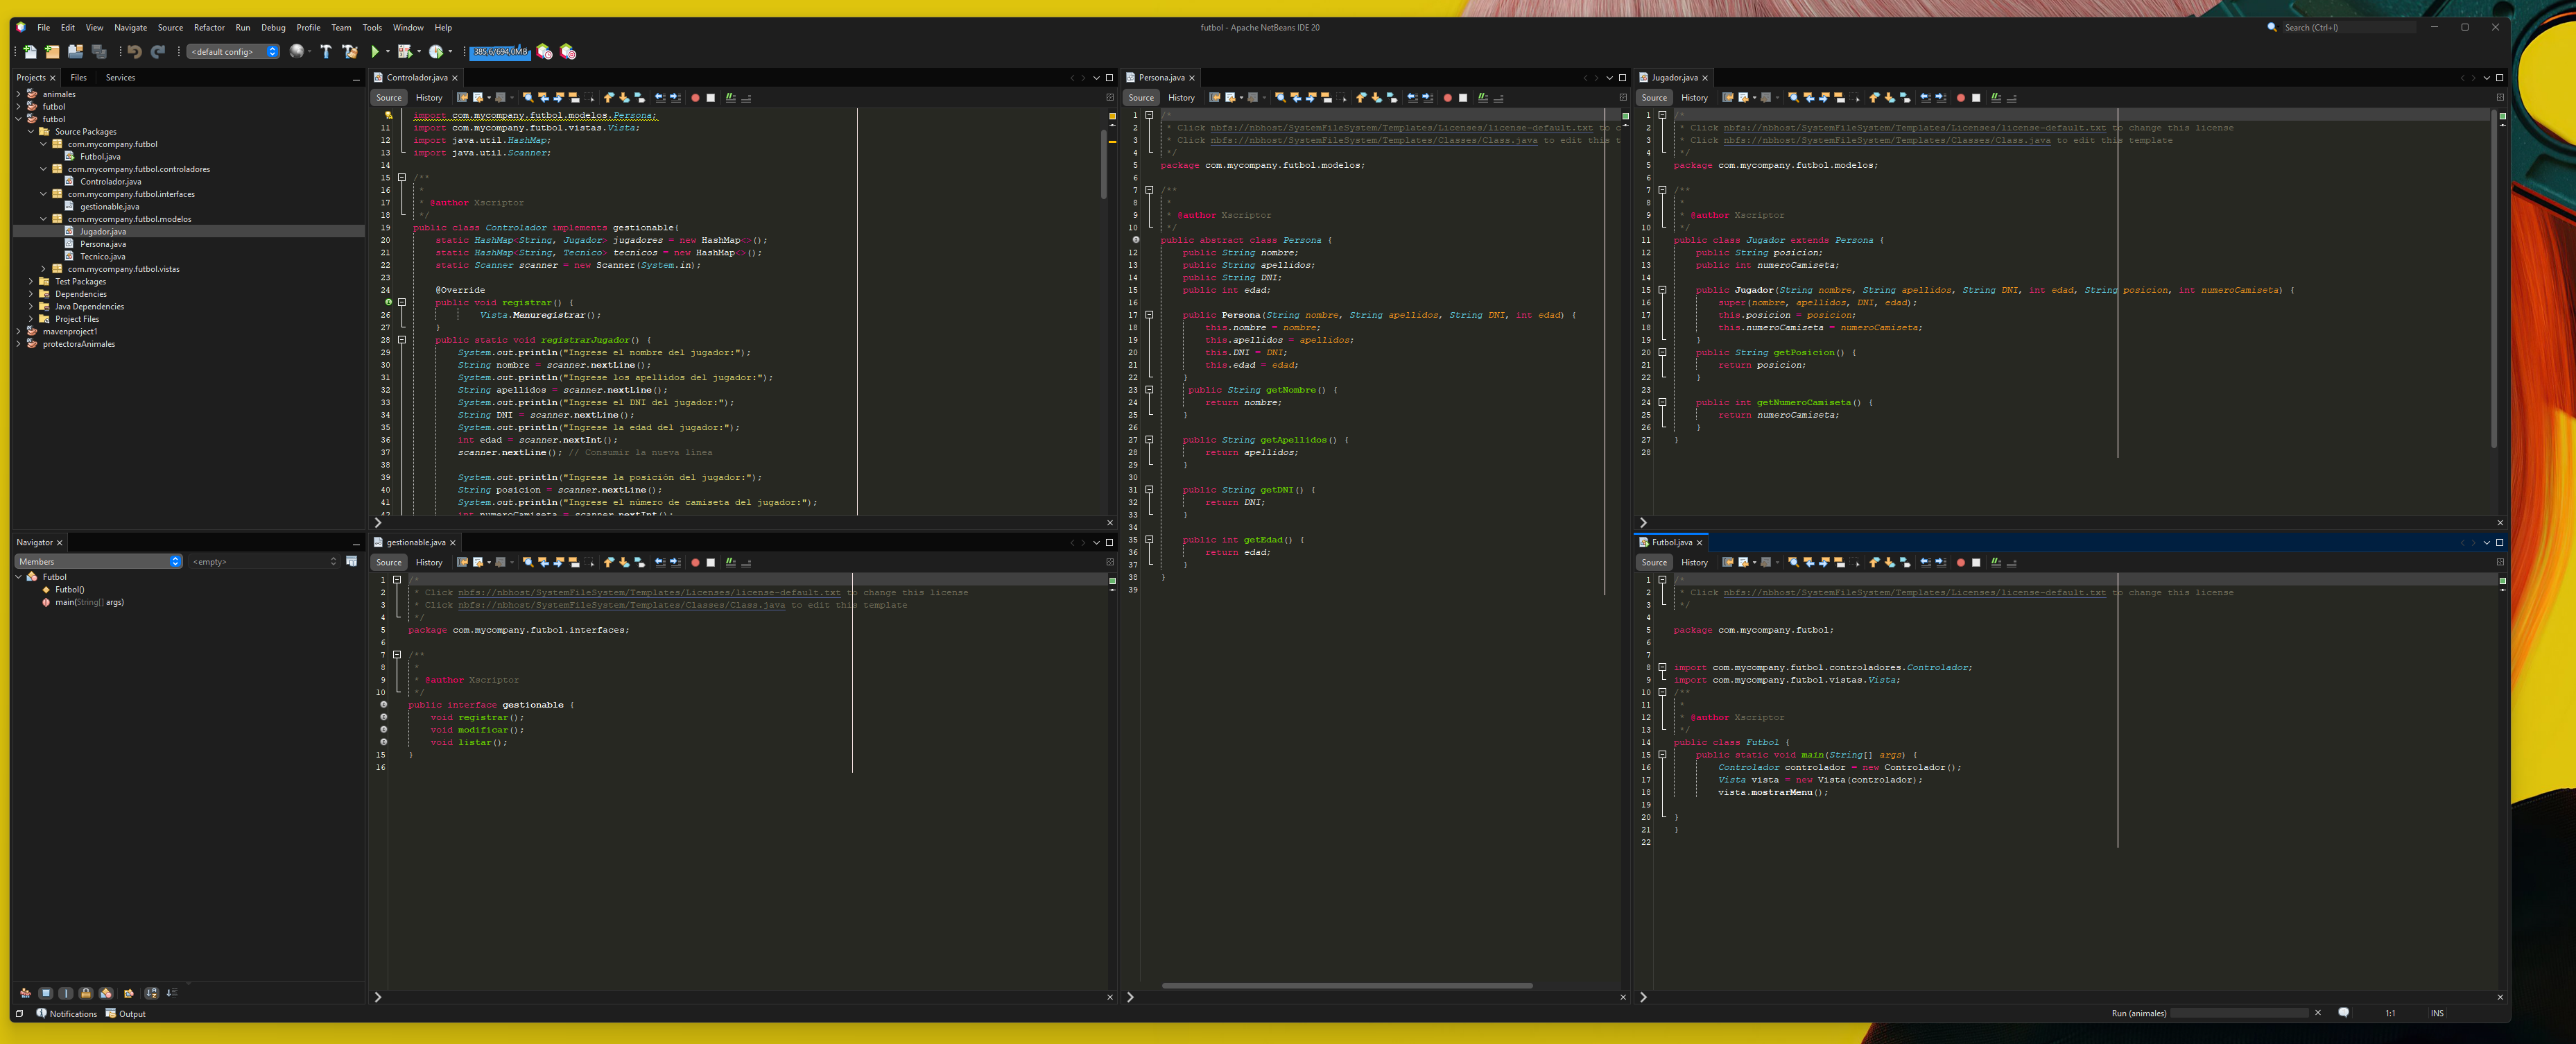 File Edit View Navigate Source Refactor Run Debug Profile Team Tools Window Help
futbol - Apache NetBeans IDE 20
Search (Ctrl+I)
<default config>
385,6/694,0MB
Projects
Files
Services
animales
futbol
futbol
Source Packages
com.mycompany.futbol
Futbol.java
com.mycompany.futbol.controladores
Controlador.java
com.mycompany.futbol.interfaces
gestionable.java
com.mycompany.futbol.modelos
Jugador.java
Persona.java
Tecnico.java
com.mycompany.futbol.vistas
Test Packages
Dependencies
Java Dependencies
Project Files
mavenproject1
protectoraAnimales
Navigator
Members
<empty>
Futbol
Futbol()
main(String[] args)
Controlador.java
Source History
import com.mycompany.futbol.modelos.Persona;
11 import com.mycompany.futbol.vistas.Vista;
12 import java.util.HashMap;
13 import java.util.Scanner;
14
15 /**
16 *
17 * @author Xscriptor
18 */
19 public class Controlador implements gestionable{
20 static HashMap<String, Jugador> jugadores = new HashMap<>();
21 static HashMap<String, Tecnico> tecnicos = new HashMap<>();
22 static Scanner scanner = new Scanner(System.in);
23
24 @Override
public void registrar() {
26 Vista.Menuregistrar();
27 }
28 public static void registrarJugador() {
29 System.out.println("Ingrese el nombre del jugador:");
30 String nombre = scanner.nextLine();
31 System.out.println("Ingrese los apellidos del jugador:");
32 String apellidos = scanner.nextLine();
33 System.out.println("Ingrese el DNI del jugador:");
34 String DNI = scanner.nextLine();
35 System.out.println("Ingrese la edad del jugador:");
36 int edad = scanner.nextInt();
37 scanner.nextLine(); // Consumir la nueva línea
38
39 System.out.println("Ingrese la posición del jugador:");
40 String posicion = scanner.nextLine();
41 System.out.println("Ingrese el número de camiseta del jugador:");
42 int numeroCamiseta = scanner.nextInt();
gestionable.java
Source History
1 /*
2 * Click nbfs://nbhost/SystemFileSystem/Templates/Licenses/license-default.txt to change this license
3 * Click nbfs://nbhost/SystemFileSystem/Templates/Classes/Class.java to edit this template
4 */
5 package com.mycompany.futbol.interfaces;
6
7 /**
8 *
9 * @author Xscriptor
10 */
public interface gestionable {
void registrar();
void modificar();
void listar();
15 }
16
Persona.java
Source History
1 /*
2 * Click nbfs://nbhost/SystemFileSystem/Templates/Licenses/license-default.txt to c
3 * Click nbfs://nbhost/SystemFileSystem/Templates/Classes/Class.java to edit this t
4 */
5 package com.mycompany.futbol.modelos;
6
7 /**
8 *
9 * @author Xscriptor
10 */
public abstract class Persona {
12 public String nombre;
13 public String apellidos;
14 public String DNI;
15 public int edad;
16
17 public Persona(String nombre, String apellidos, String DNI, int edad) {
18 this.nombre = nombre;
19 this.apellidos = apellidos;
20 this.DNI = DNI;
21 this.edad = edad;
22 }
23 public String getNombre() {
24 return nombre;
25 }
26
27 public String getApellidos() {
28 return apellidos;
29 }
30
31 public String getDNI() {
32 return DNI;
33 }
34
35 public int getEdad() {
36 return edad;
37 }
38 }
39
Jugador.java
Source History
1 /*
2 * Click nbfs://nbhost/SystemFileSystem/Templates/Licenses/license-default.txt to change this license
3 * Click nbfs://nbhost/SystemFileSystem/Templates/Classes/Class.java to edit this template
4 */
5 package com.mycompany.futbol.modelos;
6
7 /**
8 *
9 * @author Xscriptor
10 */
11 public class Jugador extends Persona {
12 public String posicion;
13 public int numeroCamiseta;
14
15 public Jugador(String nombre, String apellidos, String DNI, int edad, String posicion, int numeroCamiseta) {
16 super(nombre, apellidos, DNI, edad);
17 this.posicion = posicion;
18 this.numeroCamiseta = numeroCamiseta;
19 }
20 public String getPosicion() {
21 return posicion;
22 }
23
24 public int getNumeroCamiseta() {
25 return numeroCamiseta;
26 }
27 }
28
Futbol.java
Source History
1 /*
2 * Click nbfs://nbhost/SystemFileSystem/Templates/Licenses/license-default.txt to change this license
3 */
4
5 package com.mycompany.futbol;
6
7
8 import com.mycompany.futbol.controladores.Controlador;
9 import com.mycompany.futbol.vistas.Vista;
10 /**
11 *
12 * @author Xscriptor
13 */
14 public class Futbol {
15 public static void main(String[] args) {
16 Controlador controlador = new Controlador();
17 Vista vista = new Vista(controlador);
18 vista.mostrarMenu();
19
20 }
21 }
22
Notifications
Output
Run (animales)
1:1
INS